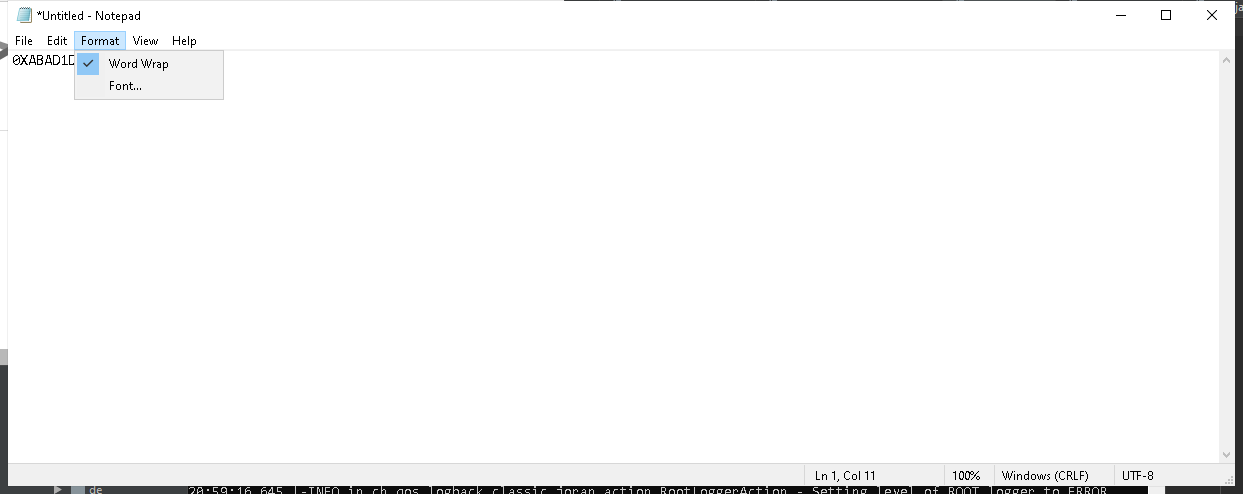 *Untitled - Notepad
File Edit Format View Help
0XABAD1D
Word Wrap
Font...
Ln 1, Col 11 100% Windows (CRLF) UTF-8
de 20:59:16,645 |-INFO in ch.qos.logback.classic.joran.action.RootLoggerAction - Setting level of ROOT logger to ERROR